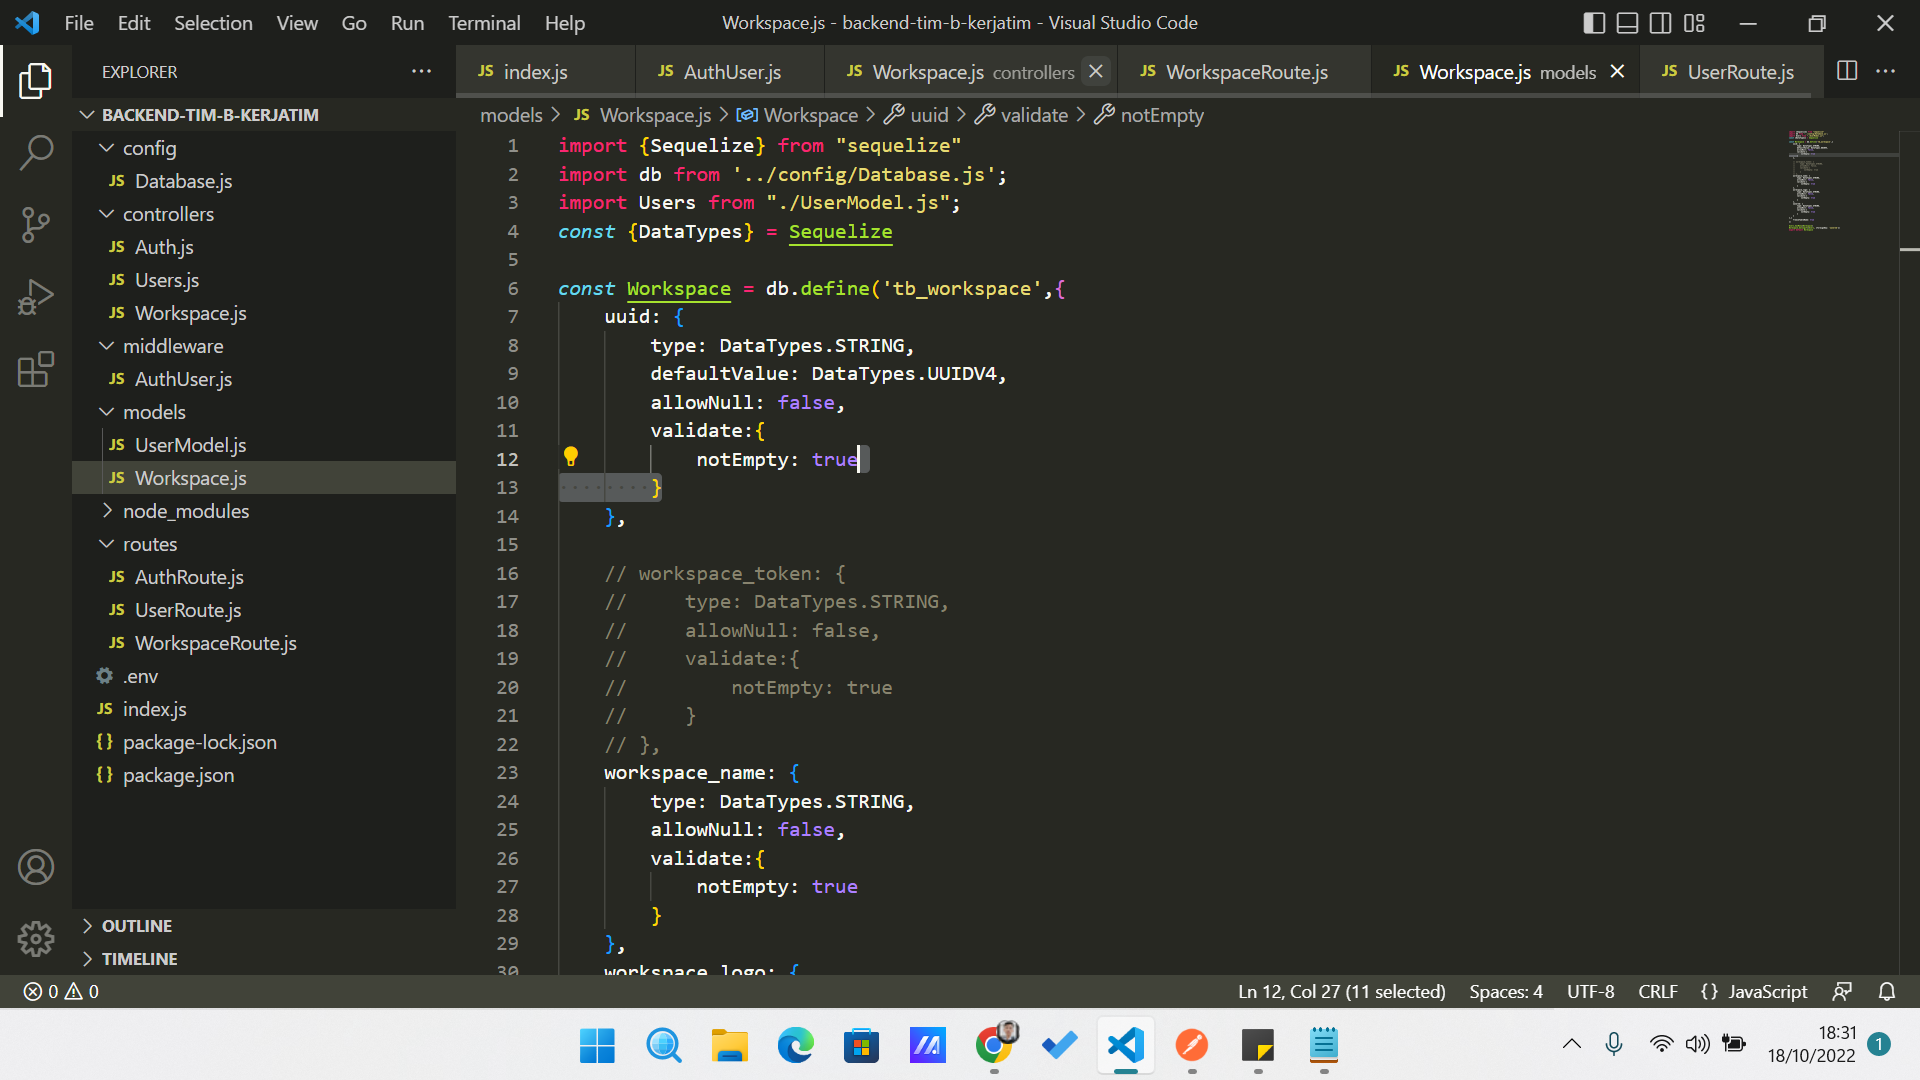 File Edit Selection View Go Run Terminal Help
Workspace.js - backend-tim-b-kerjatim - Visual Studio Code
EXPLORER
BACKEND-TIM-B-KERJATIM
config
JS Database.js
controllers
JS Auth.js
JS Users.js
JS Workspace.js
middleware
JS AuthUser.js
models
JS UserModel.js
JS Workspace.js
node_modules
routes
JS AuthRoute.js
JS UserRoute.js
JS WorkspaceRoute.js
.env
JS index.js
{} package-lock.json
{} package.json
OUTLINE
TIMELINE
JS index.js JS AuthUser.js JS Workspace.js controllers JS WorkspaceRoute.js JS Workspace.js models JS UserRoute.js
models > JS Workspace.js > Workspace > uuid > validate > notEmpty
1 import {Sequelize} from "sequelize"
2 import db from '../config/Database.js';
3 import Users from "./UserModel.js";
4 const {DataTypes} = Sequelize
5
6 const Workspace = db.define('tb_workspace',{
7 uuid: {
8 type: DataTypes.STRING,
9 defaultValue: DataTypes.UUIDV4,
10 allowNull: false,
11 validate:{
12 notEmpty: true
13 }
14 },
15
16 // workspace_token: {
17 // type: DataTypes.STRING,
18 // allowNull: false,
19 // validate:{
20 // notEmpty: true
21 // }
22 // },
23 workspace_name: {
24 type: DataTypes.STRING,
25 allowNull: false,
26 validate:{
27 notEmpty: true
28 }
29 },
30 workspace_logo: {
0 0
Ln 12, Col 27 (11 selected) Spaces: 4 UTF-8 CRLF {} JavaScript
18:31
18/10/2022
1